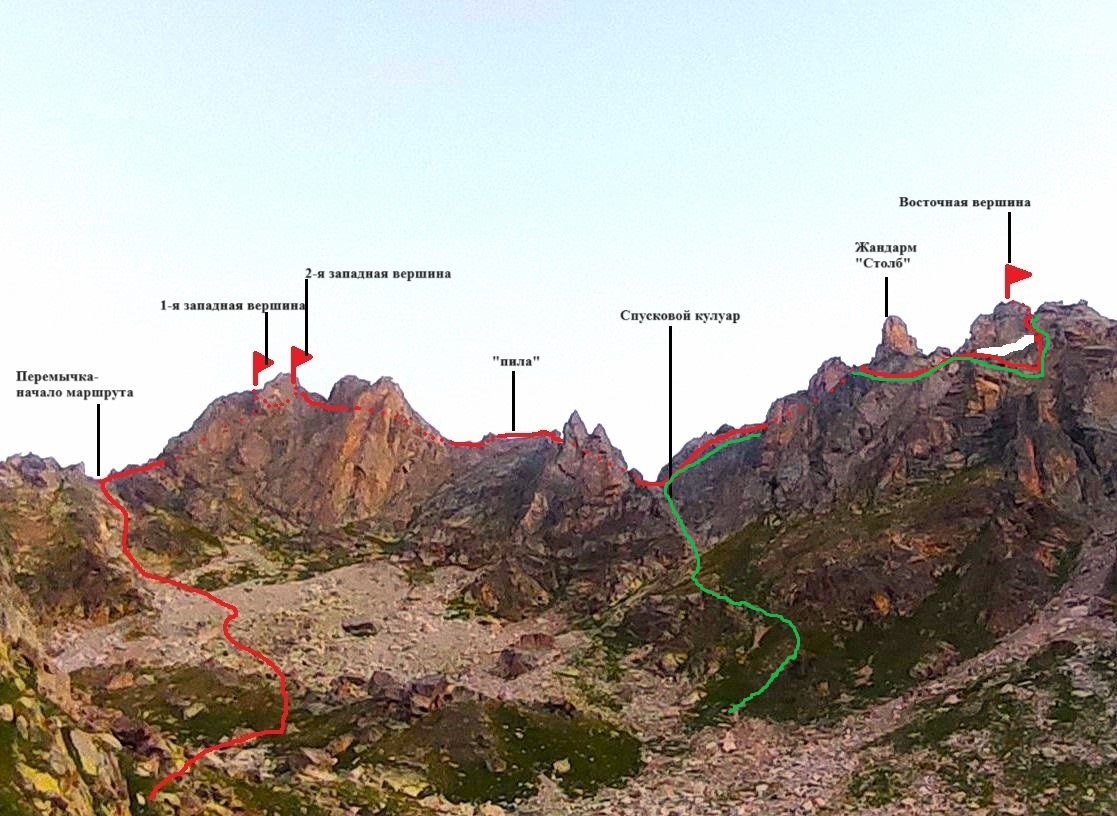 Восточная вершина
Жандарм
"Столб"
2-я западная вершина
1-я западная вершина
Спусковой кулуар
"пила"
Перемычка-
начало маршрута